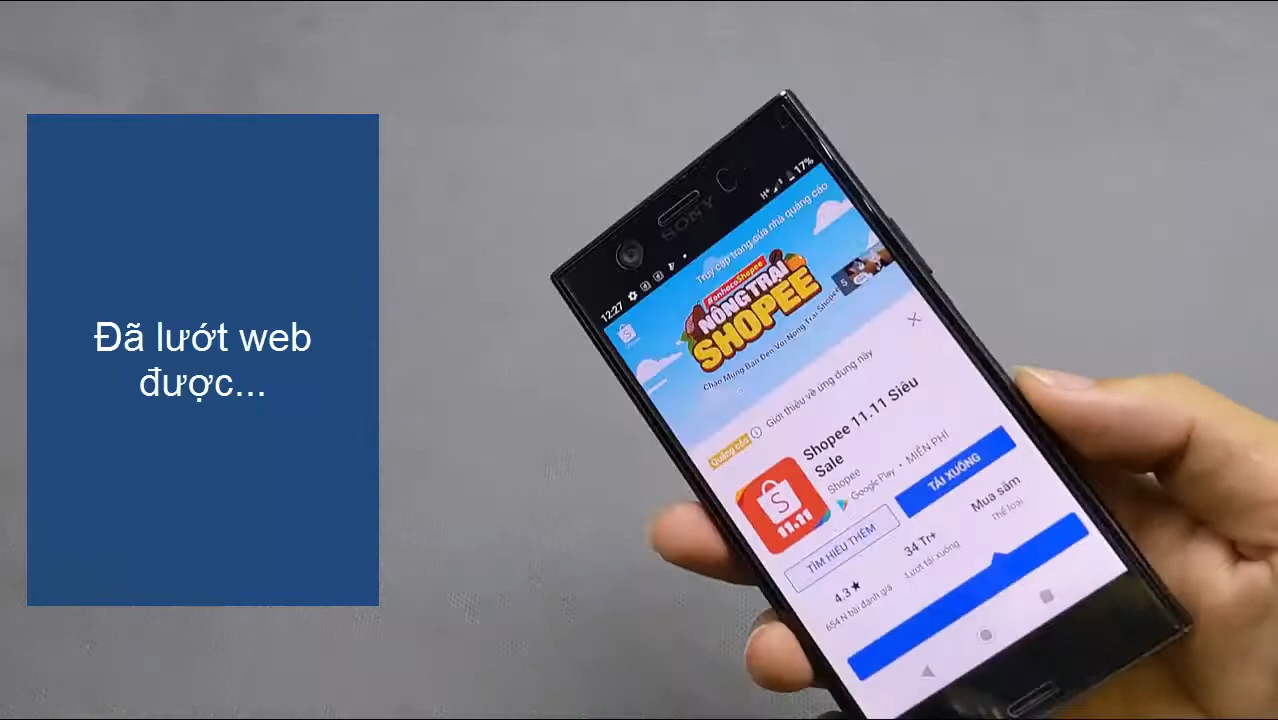 Đã lướt web
được...
SONY
12:27
H+
17%
Truy cập trang của nhà quảng cáo
#anhecoShopee
NÔNG TRẠI
SHOPEE
Chào Mừng Bạn Đến Với Nông Trại Shopee
Quảng cáo
Giới thiệu về ứng dụng này
Shopee 11.11 Siêu
Sale
Shopee
Google Play • MIỄN PHÍ
11.11
TÌM HIỂU THÊM
TẢI XUỐNG
4.3★
654 N bài đánh giá
34 Tr+
Lượt tải xuống
Mua sắm
Thể loại